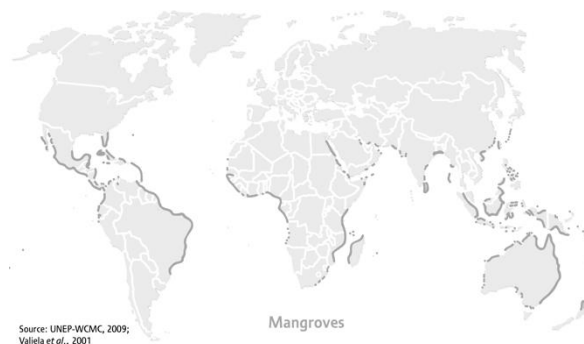 Mangroves
Source: UNEP-WCMC, 2009;
Valiela et al., 2001